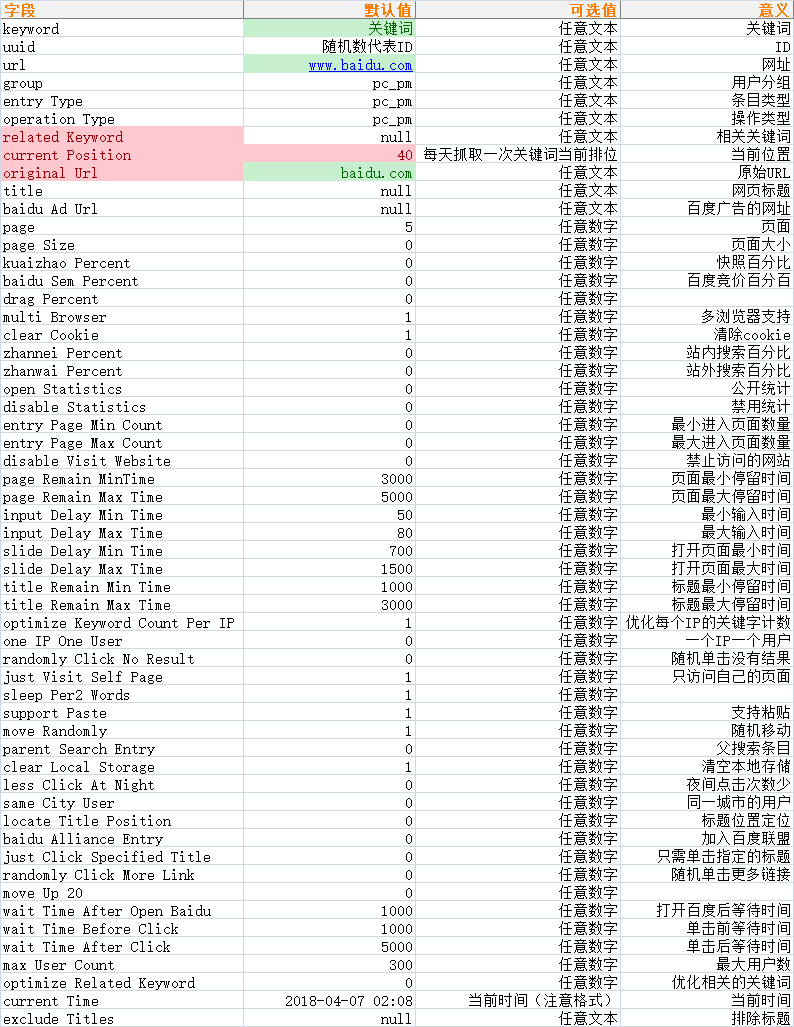 字段 默认值 可选值 意义
keyword 关键词 任意文本 关键词
uuid 随机数代表ID 任意文本 ID
url www.baidu.com 任意文本 网址
group pc_pm 任意文本 用户分组
entry Type pc_pm 任意文本 条目类型
operation Type pc_pm 任意文本 操作类型
related Keyword null 任意文本 相关关键词
current Position 40 每天抓取一次关键词当前排位 当前位置
original Url baidu.com 任意文本 原始URL
title null 任意文本 网页标题
baidu Ad Url null 任意文本 百度广告的网址
page 5 任意数字 页面
page Size 0 任意数字 页面大小
kuaizhao Percent 0 任意数字 快照百分比
baidu Sem Percent 0 任意数字 百度竞价百分百
drag Percent 0 任意数字
multi Browser 1 任意数字 多浏览器支持
clear Cookie 1 任意数字 清除cookie
zhannei Percent 0 任意数字 站内搜索百分比
zhanwai Percent 0 任意数字 站外搜索百分比
open Statistics 0 任意数字 公开统计
disable Statistics 0 任意数字 禁用统计
entry Page Min Count 0 任意数字 最小进入页面数量
entry Page Max Count 0 任意数字 最大进入页面数量
disable Visit Website 0 任意数字 禁止访问的网站
page Remain MinTime 3000 任意数字 页面最小停留时间
page Remain Max Time 5000 任意数字 页面最大停留时间
input Delay Min Time 50 任意数字 最小输入时间
input Delay Max Time 80 任意数字 最大输入时间
slide Delay Min Time 700 任意数字 打开页面最小时间
slide Delay Max Time 1500 任意数字 打开页面最大时间
title Remain Min Time 1000 任意数字 标题最小停留时间
title Remain Max Time 3000 任意数字 标题最大停留时间
optimize Keyword Count Per IP 1 任意数字 优化每个IP的关键字计数
one IP One User 0 任意数字 一个IP一个用户
randomly Click No Result 0 任意数字 随机单击没有结果
just Visit Self Page 1 任意数字 只访问自己的页面
sleep Per2 Words 1 任意数字
support Paste 1 任意数字 支持粘贴
move Randomly 1 任意数字 随机移动
parent Search Entry 0 任意数字 父搜索条目
clear Local Storage 1 任意数字 清空本地存储
less Click At Night 0 任意数字 夜间点击次数少
same City User 0 任意数字 同一城市的用户
locate Title Position 0 任意数字 标题位置定位
baidu Alliance Entry 0 任意数字 加入百度联盟
just Click Specified Title 0 任意数字 只需单击指定的标题
randomly Click More Link 0 任意数字 随机单击更多链接
move Up 20 0 任意数字
wait Time After Open Baidu 1000 任意数字 打开百度后等待时间
wait Time Before Click 1000 任意数字 单击前等待时间
wait Time After Click 5000 任意数字 单击后等待时间
max User Count 300 任意数字 最大用户数
optimize Related Keyword 0 任意数字 优化相关的关键词
current Time 2018-04-07 02:08 当前时间（注意格式） 当前时间
exclude Titles null 任意文本 排除标题